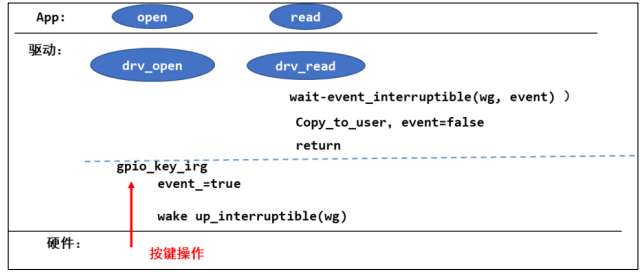 App: open read
驱动:
drv_open drv_read
wait-event_interruptible(wg, event) ）
Copy_to_user, event=false
return
gpio_key_irg
event_=true
wake up_interruptible(wg)
硬件:
按键操作